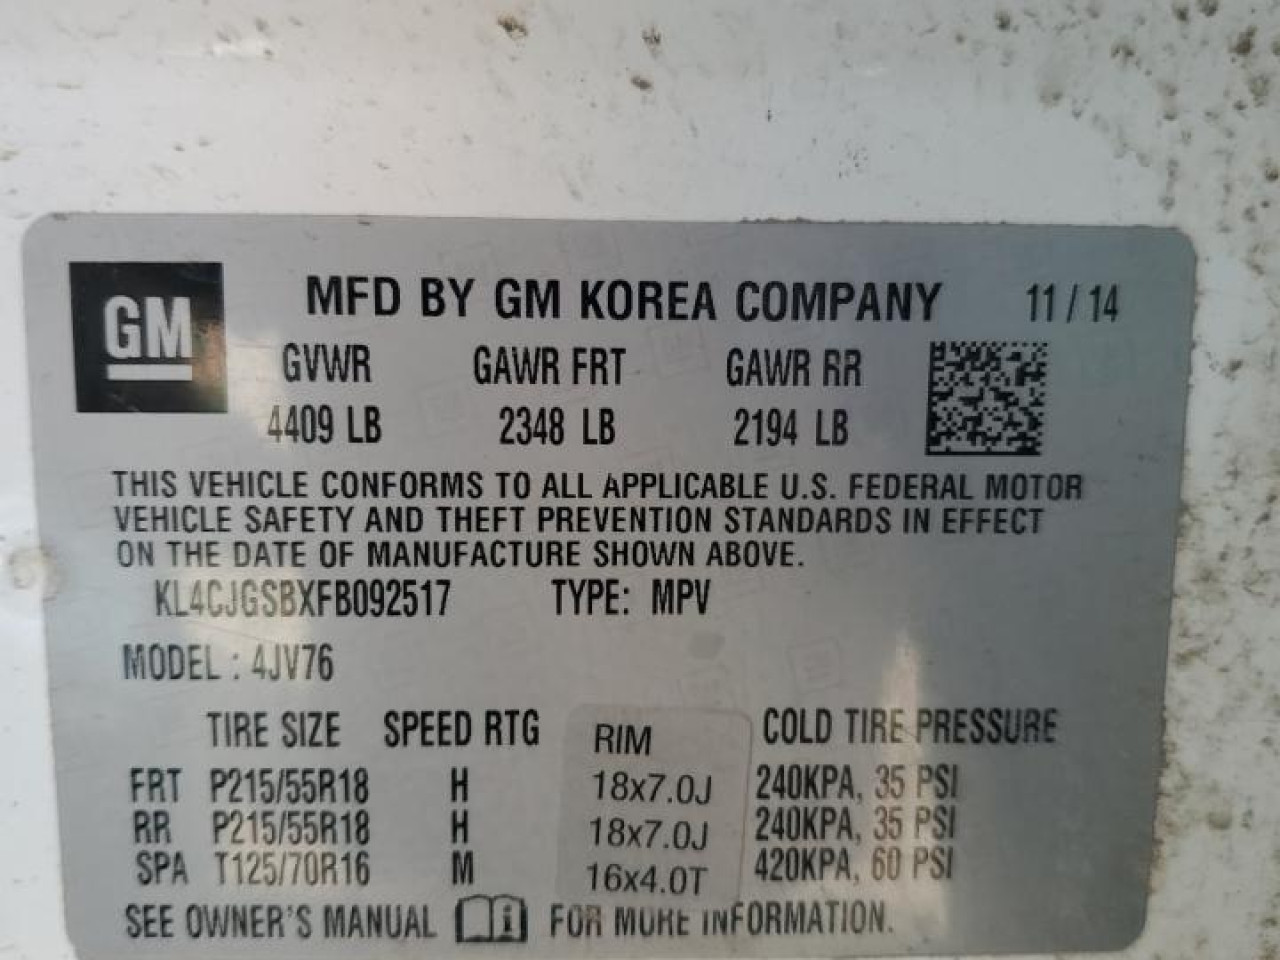 GM
MFD BY GM KOREA COMPANY 11/14
GVWR GAWR FRT GAWR RR
4409 LB 2348 LB 2194 LB
THIS VEHICLE CONFORMS TO ALL APPLICABLE U.S. FEDERAL MOTOR
VEHICLE SAFETY AND THEFT PREVENTION STANDARDS IN EFFECT
ON THE DATE OF MANUFACTURE SHOWN ABOVE.
KL4CJGSBXFB092517 TYPE: MPV
MODEL : 4JV76
TIRE SIZE SPEED RTG RIM COLD TIRE PRESSURE
FRT P215/55R18 H 18x7.0J 240KPA, 35 PSI
RR P215/55R18 H 18x7.0J 240KPA, 35 PSI
SPA T125/70R16 M 16x4.0T 420KPA, 60 PSI
SEE OWNER'S MANUAL i FOR MORE INFORMATION.